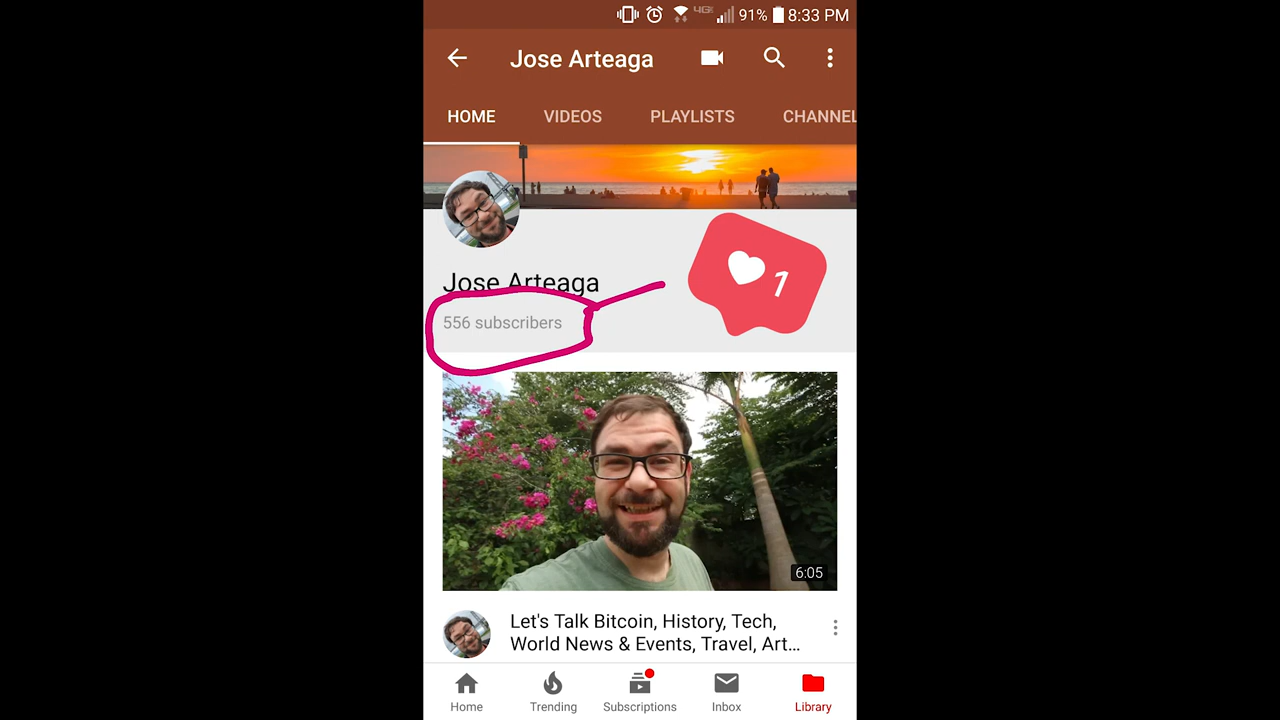 4G 91% 8:33 PM
Jose Arteaga
HOME VIDEOS PLAYLISTS CHANNEL
1
Jose Arteaga
556 subscribers
6:05
Let's Talk Bitcoin, History, Tech,
World News & Events, Travel, Art...
Home Trending Subscriptions Inbox Library